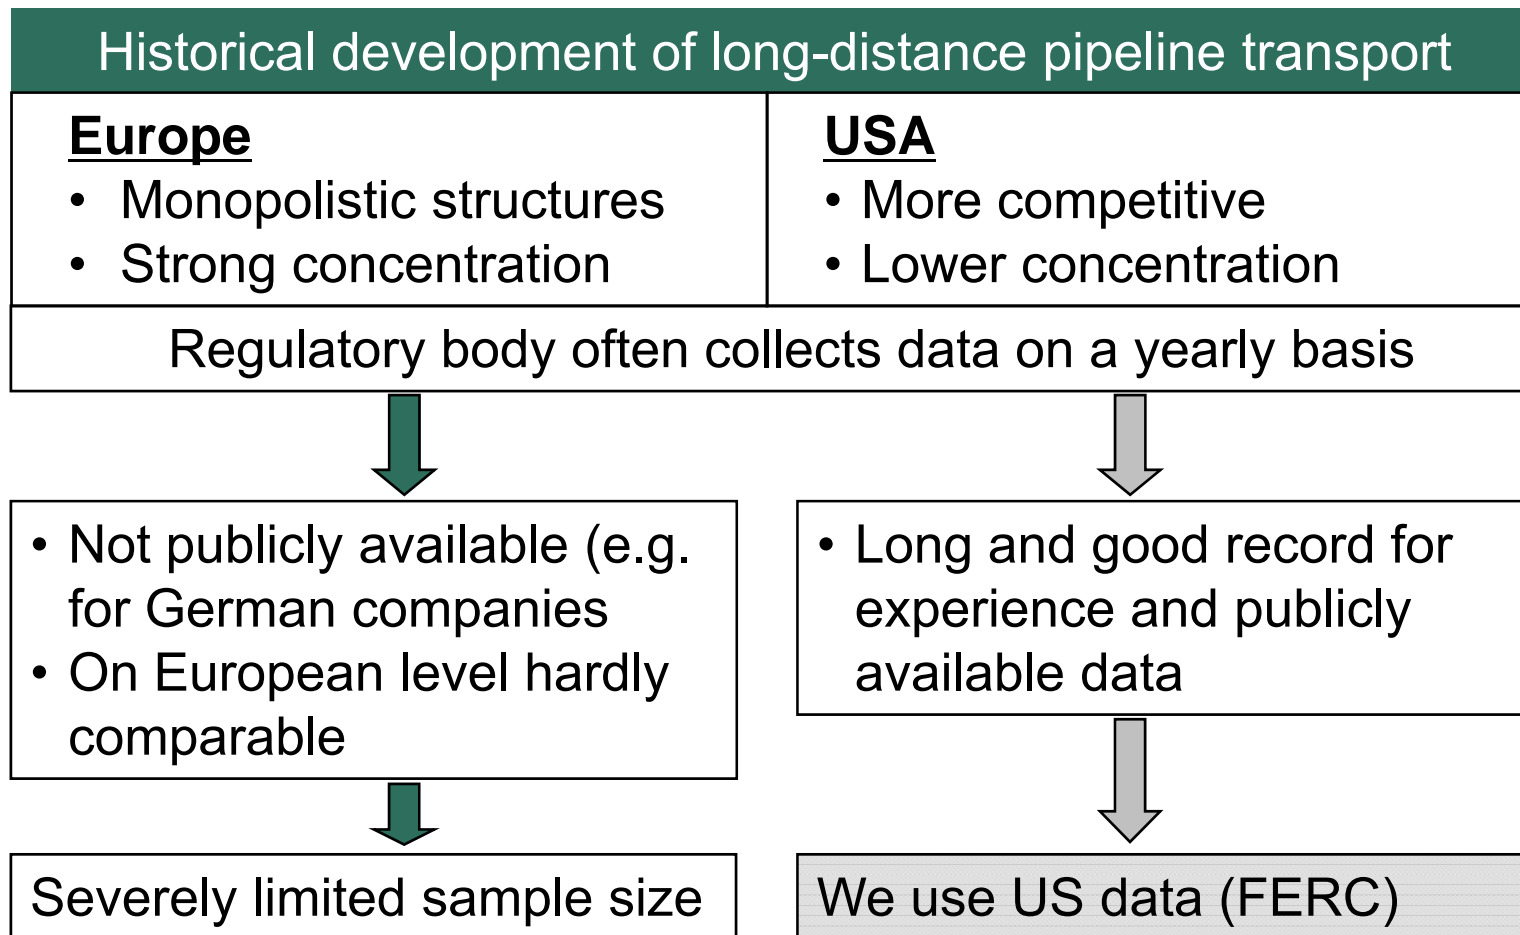 Historical development of long-distance pipeline transport
Europe
• Monopolistic structures
• Strong concentration
USA
• More competitive
• Lower concentration
Regulatory body often collects data on a yearly basis
• Not publicly available (e.g.
for German companies
• On European level hardly
comparable
• Long and good record for
experience and publicly
available data
Severely limited sample size
We use US data (FERC)